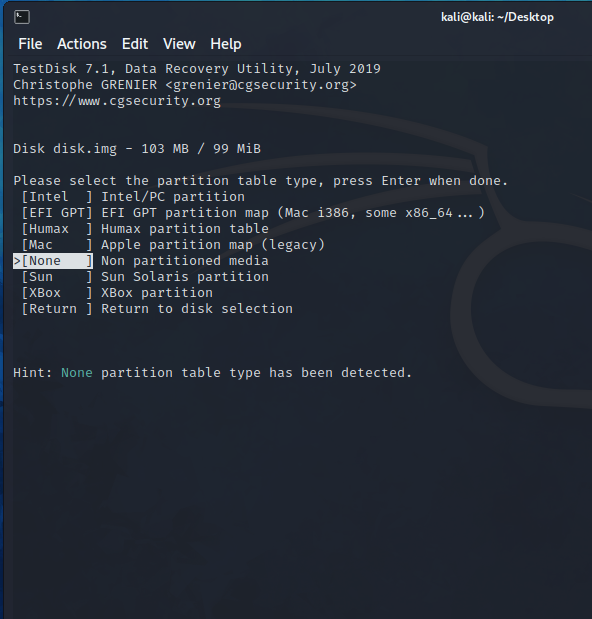 kali@kali: ~/Desktop
File Actions Edit View Help
TestDisk 7.1, Data Recovery Utility, July 2019
Christophe GRENIER <grenier@cgsecurity.org>
https://www.cgsecurity.org
Disk disk.img - 103 MB / 99 MiB
Please select the partition table type, press Enter when done.
[Intel  ] Intel/PC partition
[EFI GPT] EFI GPT partition map (Mac i386, some x86_64...)
[Humax  ] Humax partition table
[Mac    ] Apple partition map (legacy)
>[None   ] Non partitioned media
[Sun    ] Sun Solaris partition
[XBox   ] XBox partition
[Return ] Return to disk selection
Hint: None partition table type has been detected.